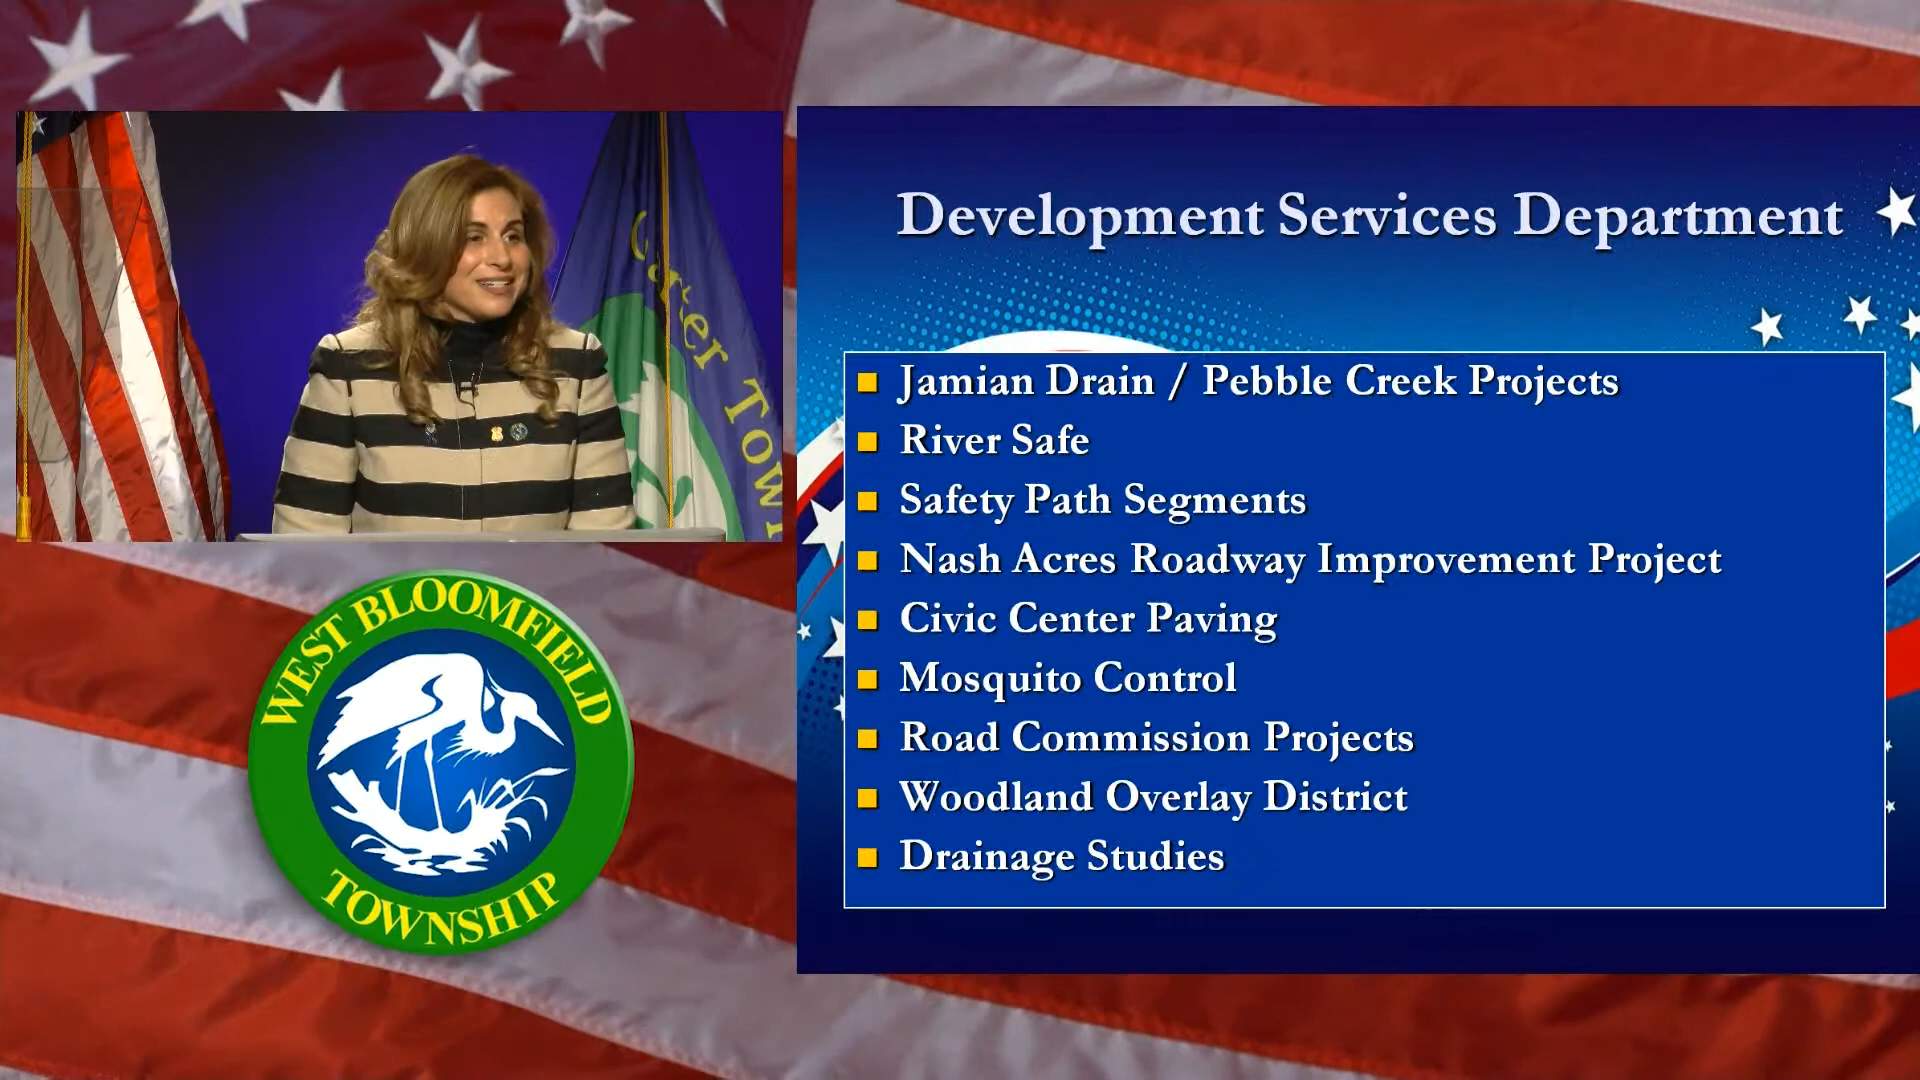 Development Services Department
Jamian Drain / Pebble Creek Projects
River Safe
Safety Path Segments
Nash Acres Roadway Improvement Project
Civic Center Paving
Mosquito Control
Road Commission Projects
Woodland Overlay District
Drainage Studies
WEST BLOOMFIELD
TOWNSHIP